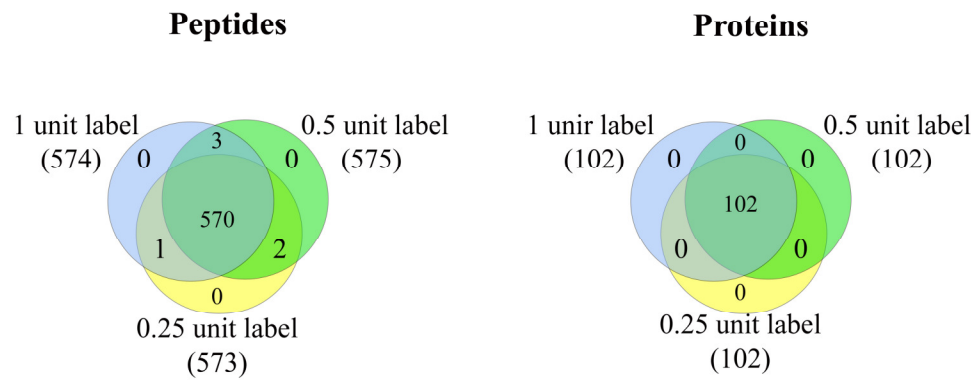 Peptides
1 unit label
(574)
0.5 unit label
(575)
0
3
0
570
1
2
0
0.25 unit label
(573)
Proteins
1 unir label
(102)
0.5 unit label
(102)
0
0
0
102
0
0
0
0.25 unit label
(102)